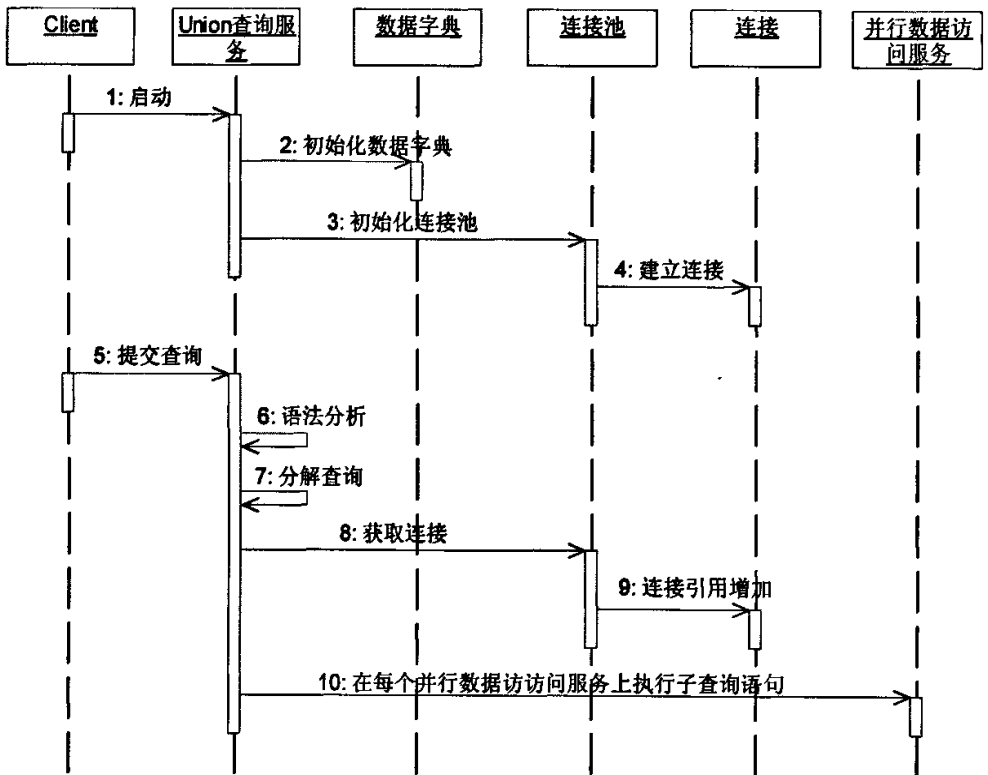 Client
Union查询服
务
数据字典
连接池
连接
并行数据访
问服务
1: 启动
2: 初始化数据字典
3: 初始化连接池
4: 建立连接
5: 提交查询
6: 语法分析
7: 分解查询
8: 获取连接
9: 连接引用增加
10: 在每个并行数据访访问服务上执行子查询语句